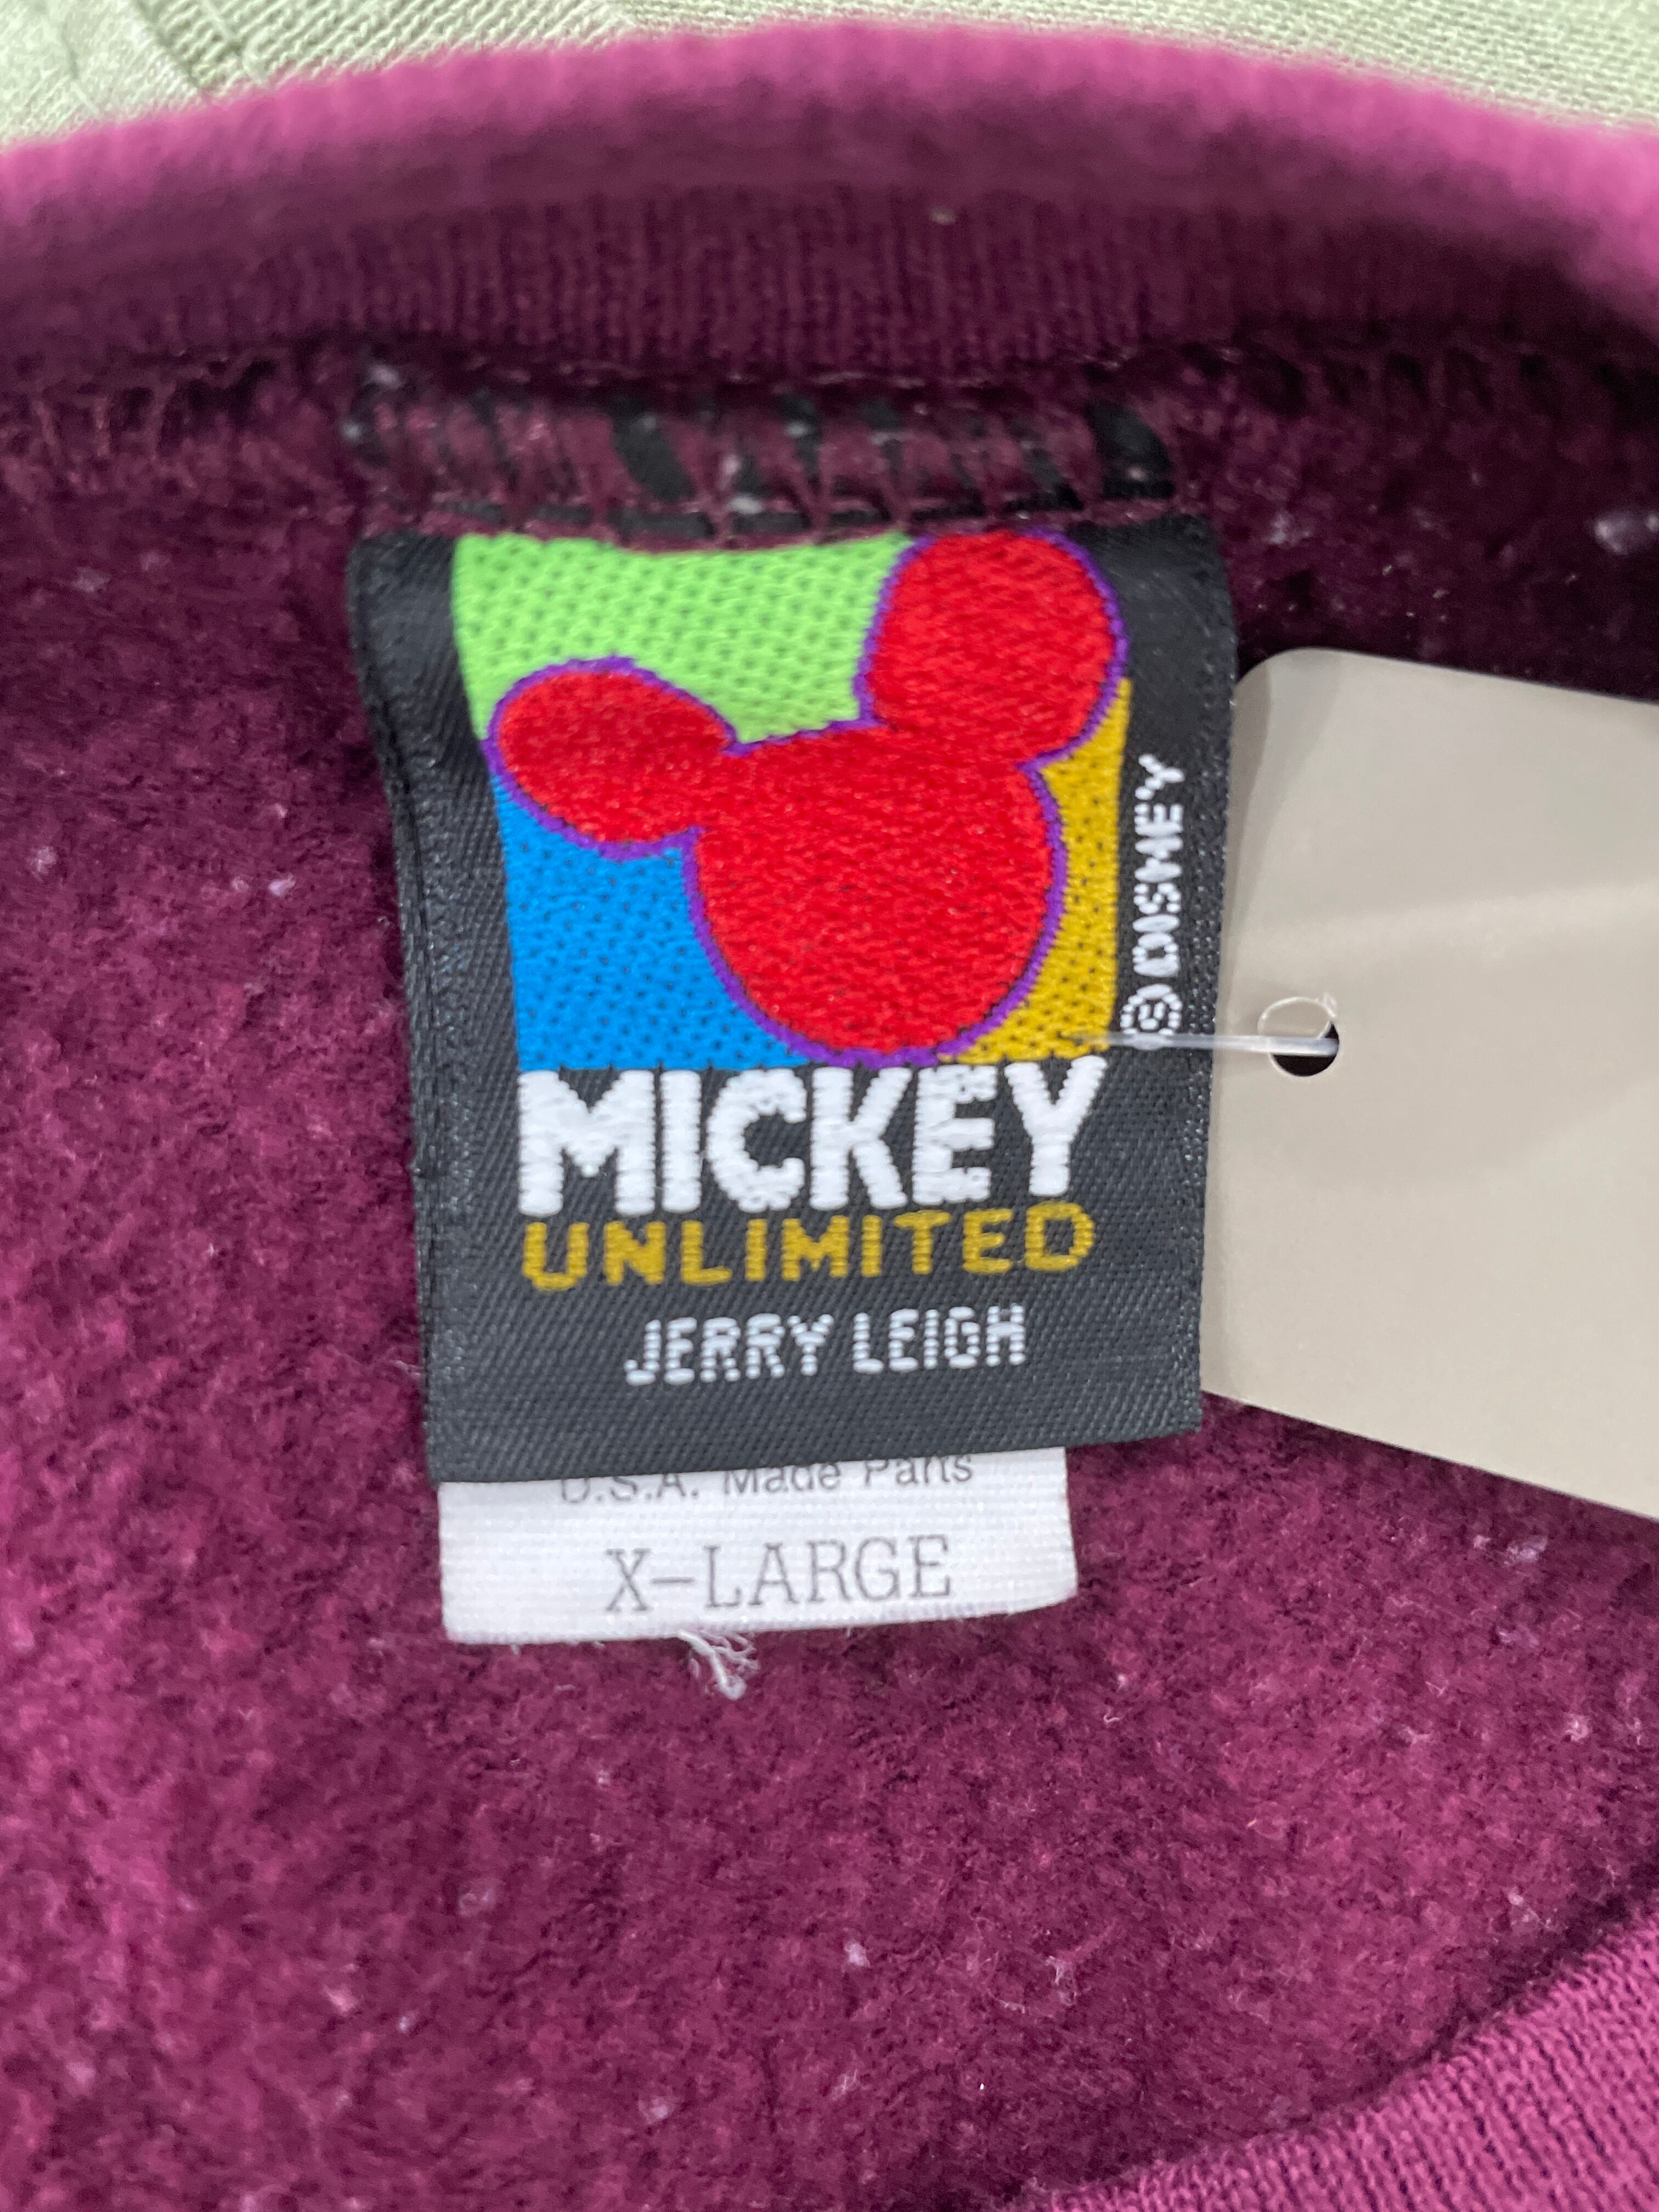 © DISNEY
MICKEY
UNLIMITED
JERRY LEIGH
U.S.A. Made Parts
X-LARGE